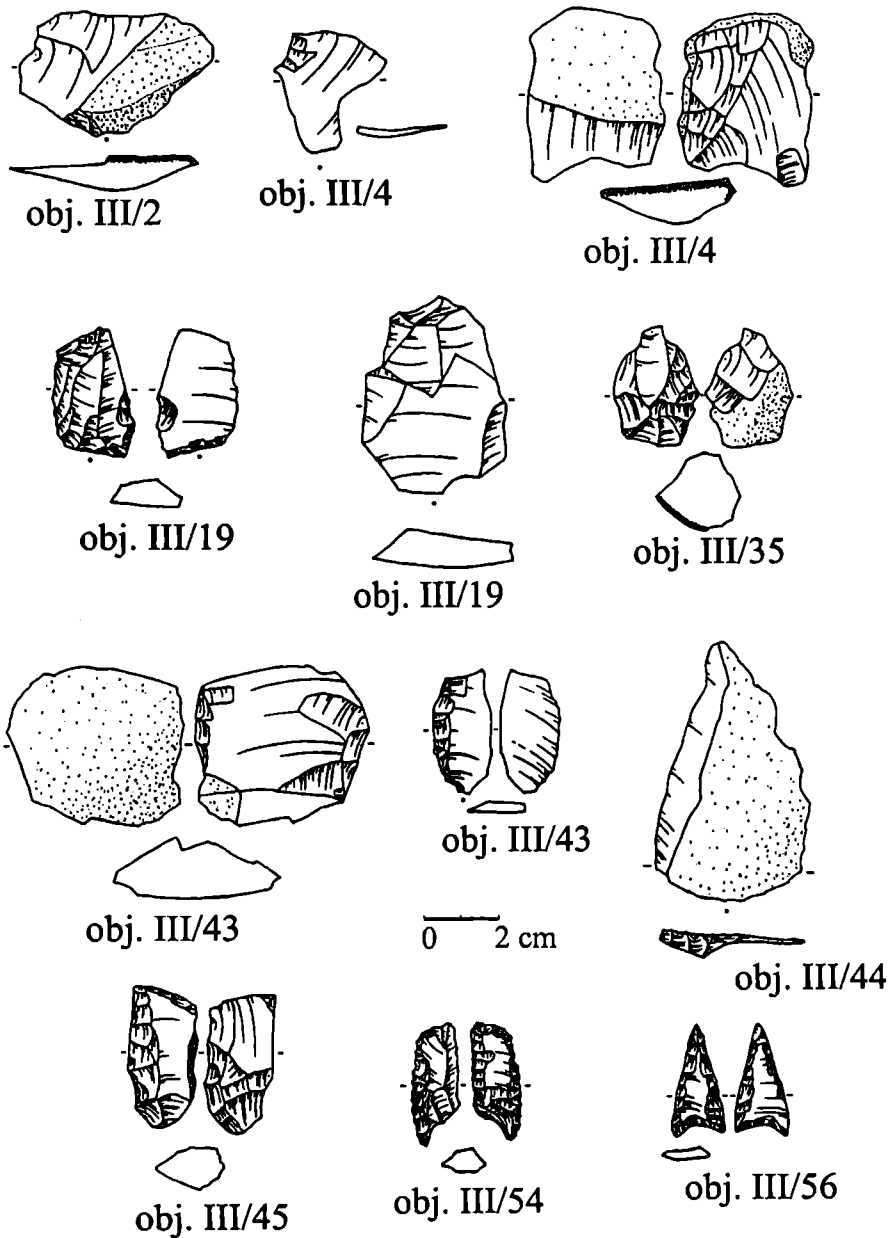 obj. III/2
obj. III/4
obj. III/4
obj. III/19
obj. III/19
obj. III/35
obj. III/43
obj. III/43
0 2 cm
obj. III/44
obj. III/45
obj. III/54
obj. III/56